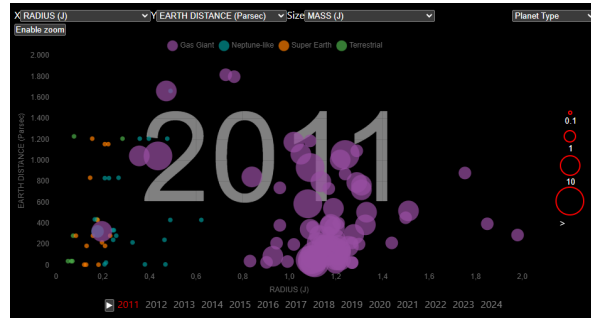 X RADIUS (J) Y EARTH DISTANCE (Parsec) Size MASS (J) Planet Type
Enable zoom
Gas Giant Neptune-like Super Earth Terrestrial
2011
EARTH DISTANCE (Parsec)
2.000
1.800
1.600
1.400
1.200
1.000
800
600
400
200
0
0 0,2 0,4 0,6 0,8 1,0 1,2 1,4 1,6 1,8 2,0
RADIUS (J)
0.1
1
10
>
2011 2012 2013 2014 2015 2016 2017 2018 2019 2020 2021 2022 2023 2024